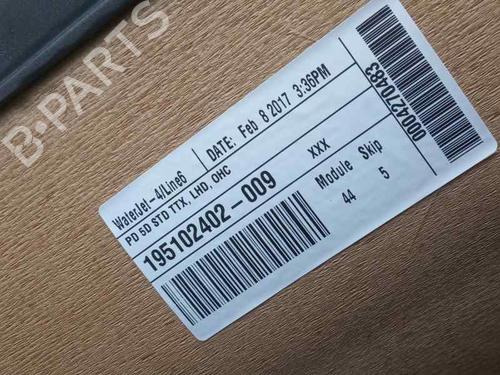 B-PARTS
WaterJet-4/Line6
DATE: Feb 8 2017 3:36PM
PD 5D STD TTX, LHD, OHC
195102402-009
XXX
Module Skip
44 5
0004270483